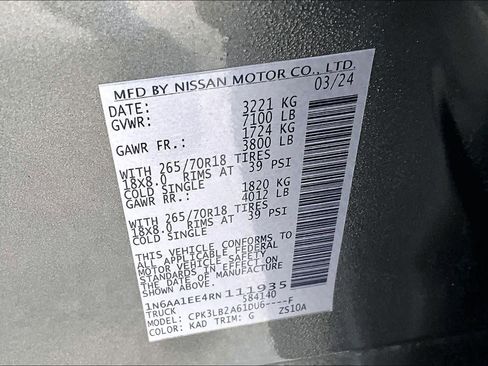 MFD BY NISSAN MOTOR CO., LTD.
DATE: 03/24
GVWR: 3221 KG
7100 LB
GAWR FR.: 1724 KG
3800 LB
WITH 265/70R18 TIRES
18X8.0 RIMS AT 39 PSI
COLD SINGLE
GAWR RR.: 1820 KG
4012 LB
WITH 265/70R18 TIRES
18X8.0 RIMS AT 39 PSI
COLD SINGLE
THIS VEHICLE CONFORMS TO
ALL APPLICABLE FEDERAL
MOTOR VEHICLE SAFETY
STANDARDS IN EFFECT ON
THE DATE OF MANUFACTURE
1N6AA1EE4RN111935
TRUCK 584140
MODEL: CPK3LBZA61DU6----F
COLOR: KAD TRIM: G ZS10A